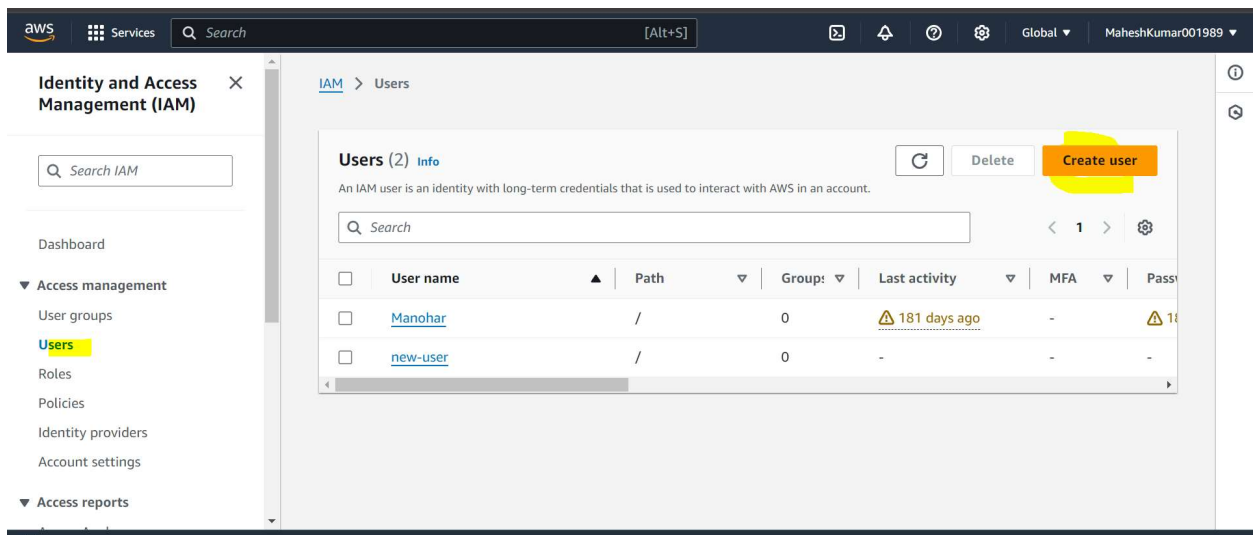 aws Services Search [Alt+S] Global MaheshKumar001989
Identity and Access
Management (IAM)
Search IAM
Dashboard
Access management
User groups
Users
Roles
Policies
Identity providers
Account settings
Access reports
IAM > Users
Users (2) Info
Delete
Create user
An IAM user is an identity with long-term credentials that is used to interact with AWS in an account.
Search
1
User name Path Groups Last activity MFA
Manohar / 0 181 days ago -
new-user / 0 - - -